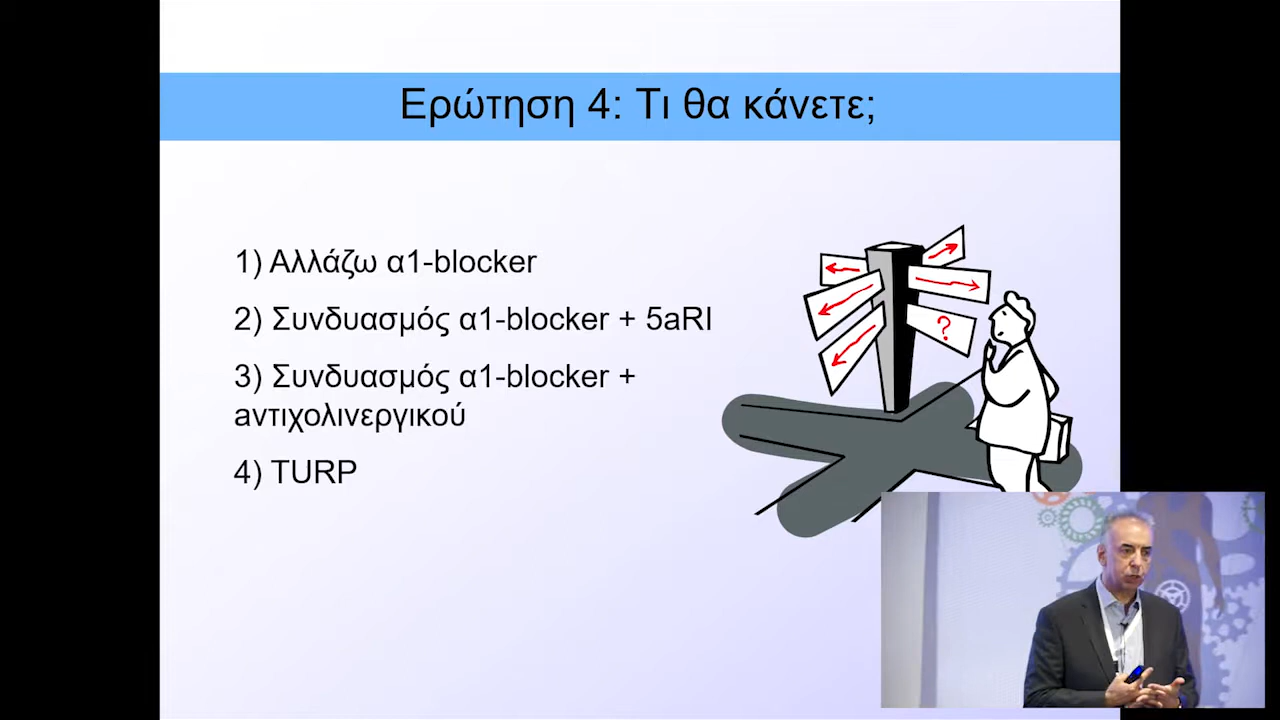 Ερώτηση 4: Τι θα κάνετε;
1) Αλλάζω α1-blocker
2) Συνδυασμός α1-blocker + 5aRI
3) Συνδυασμός α1-blocker +
αντιχολινεργικού
4) TURP
?